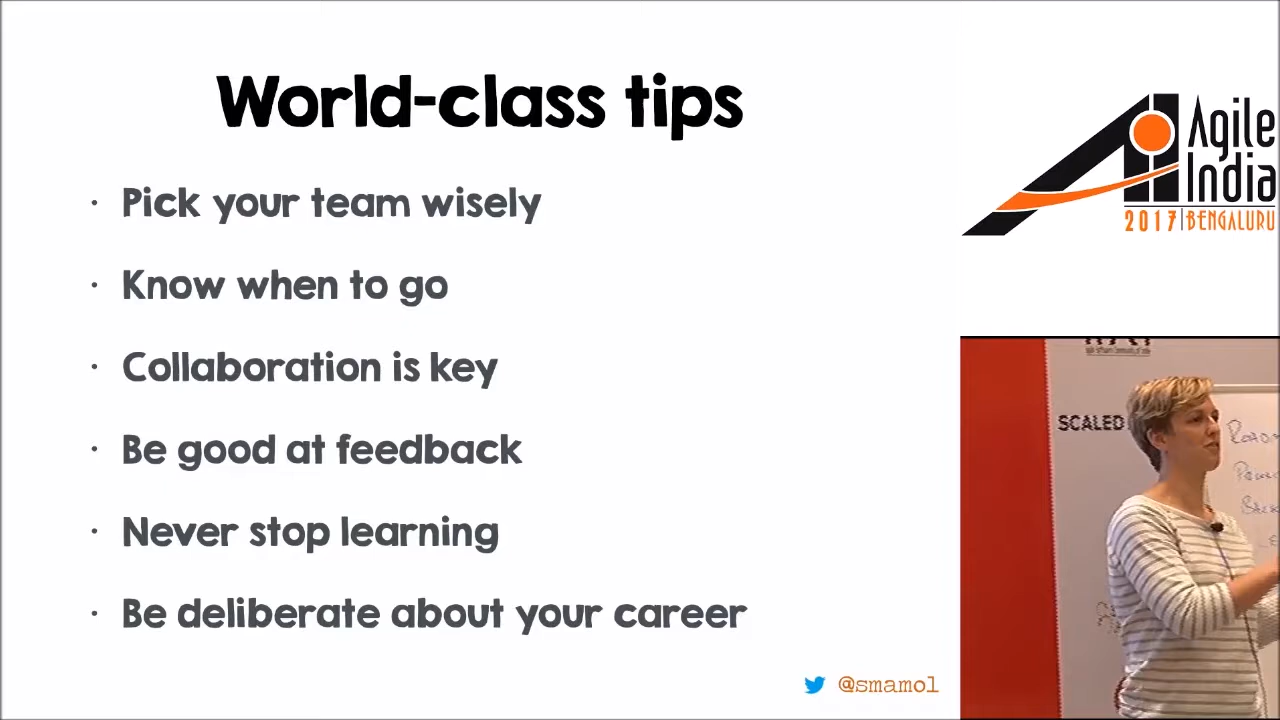 World-class tips
· Pick your team wisely
· Know when to go
· Collaboration is key
· Be good at feedback
· Never stop learning
· Be deliberate about your career
@smamol
Agile
India
2017|BENGALURU
SCALED